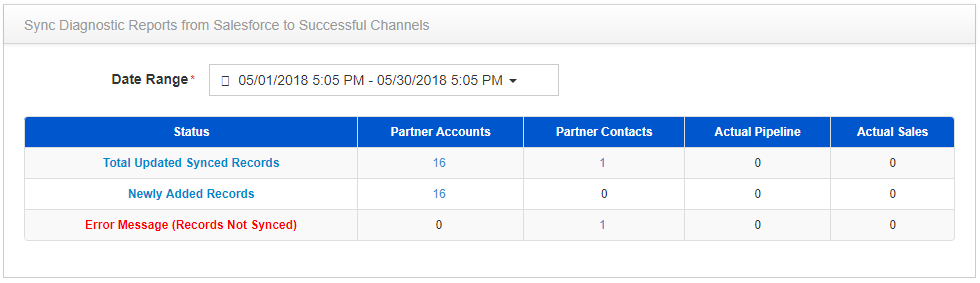 Sync Diagnostic Reports from Salesforce to Successful Channels
Date Range* 05/01/2018 5:05 PM - 05/30/2018 5:05 PM
Status Partner Accounts Partner Contacts Actual Pipeline Actual Sales
Total Updated Synced Records 16 1 0 0
Newly Added Records 16 0 0 0
Error Message (Records Not Synced) 0 1 0 0